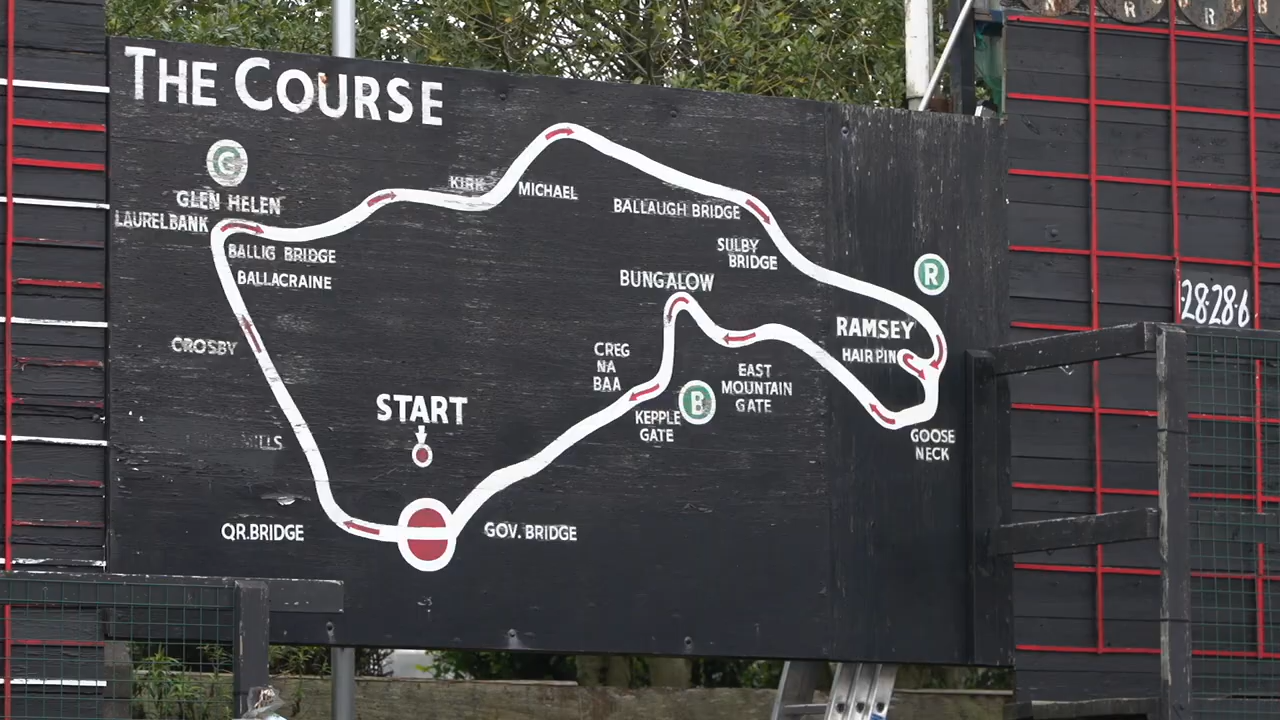 THE COURSE
G
GLEN HELEN
LAURELBANK
BALLIG BRIDGE
BALLACRAINE
KIRK MICHAEL
BALLAUGH BRIDGE
SULBY
BRIDGE
R
RAMSEY
HAIRPIN
GOOSE
NECK
BUNGALOW
EAST
MOUNTAIN
GATE
CREG
NA
BAA
B
KEPPLE
GATE
CROSBY
START
QR.BRIDGE
GOV. BRIDGE
28·28·6
R
R